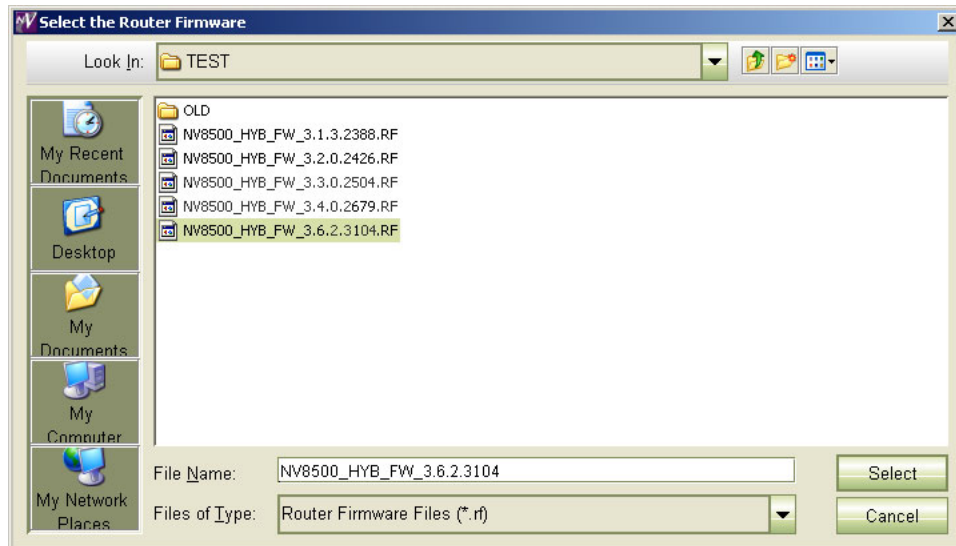 Select the Router Firmware
Look In:
TEST
My Recent
Documents
Desktop
My
Documents
My
Computer
My Network
Places
OLD
NV8500_HYB_FW_3.1.3.2388.RF
NV8500_HYB_FW_3.2.0.2426.RF
NV8500_HYB_FW_3.3.0.2504.RF
NV8500_HYB_FW_3.4.0.2679.RF
NV8500_HYB_FW_3.6.2.3104.RF
File Name:
NV8500_HYB_FW_3.6.2.3104
Select
Files of Type:
Router Firmware Files (*.rf)
Cancel